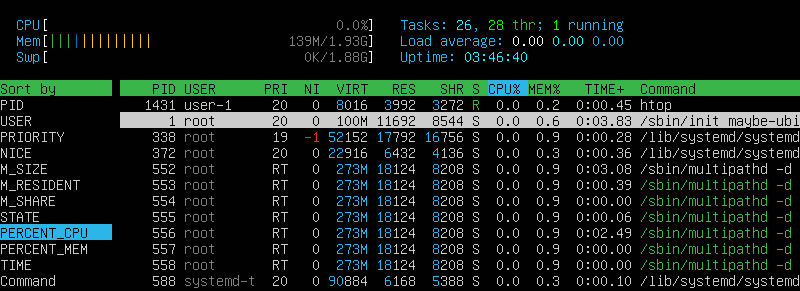 CPU[ 0.0%] Tasks: 26, 28 thr; 1 running
Mem[|||||||||||||| 139M/1.93G] Load average: 0.00 0.00 0.00
Swp[ 0K/1.88G] Uptime: 03:46:40
Sort by PID USER PRI NI VIRT RES SHR S CPU% MEM% TIME+ Command
PID 1431 user-1 20 0 8016 3992 3272 R 0.0 0.2 0:00.45 htop
USER 1 root 20 0 100M 11692 8544 S 0.0 0.6 0:03.83 /sbin/init maybe-ubi
PRIORITY 338 root 19 -1 52152 17792 16756 S 0.0 0.9 0:00.28 /lib/systemd/systemd
NICE 372 root 20 0 22916 6432 4136 S 0.0 0.3 0:00.36 /lib/systemd/systemd
M_SIZE 552 root RT 0 273M 18124 8208 S 0.0 0.9 0:03.08 /sbin/multipathd -d
M_RESIDENT 553 root RT 0 273M 18124 8208 S 0.0 0.9 0:00.39 /sbin/multipathd -d
M_SHARE 554 root RT 0 273M 18124 8208 S 0.0 0.9 0:00.00 /sbin/multipathd -d
STATE 555 root RT 0 273M 18124 8208 S 0.0 0.9 0:00.06 /sbin/multipathd -d
PERCENT_CPU 556 root RT 0 273M 18124 8208 S 0.0 0.9 0:02.49 /sbin/multipathd -d
PERCENT_MEM 557 root RT 0 273M 18124 8208 S 0.0 0.9 0:00.00 /sbin/multipathd -d
TIME 558 root RT 0 273M 18124 8208 S 0.0 0.9 0:00.00 /sbin/multipathd -d
Command 588 systemd-t 20 0 90884 6168 5388 S 0.0 0.3 0:00.10 /lib/systemd/systemd